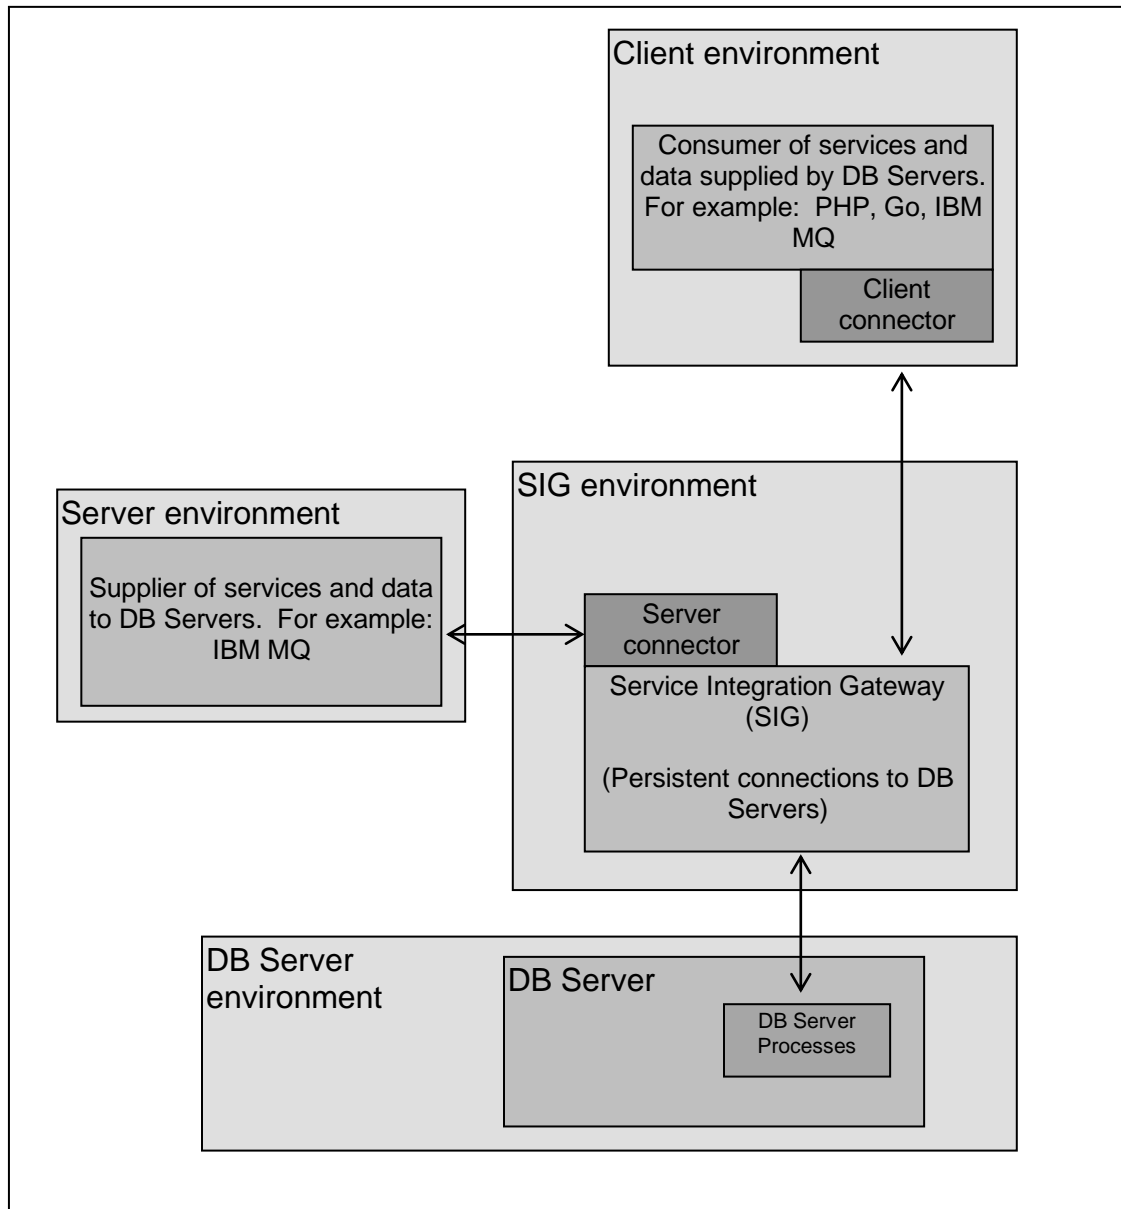 Client environment
Consumer of services and
data supplied by DB Servers.
For example: PHP, Go, IBM
MQ
Client
connector
SIG environment
Server environment
Supplier of services and data
to DB Servers. For example:
IBM MQ
Server
connector
Service Integration Gateway
(SIG)
(Persistent connections to DB
Servers)
DB Server
environment
DB Server
DB Server
Processes